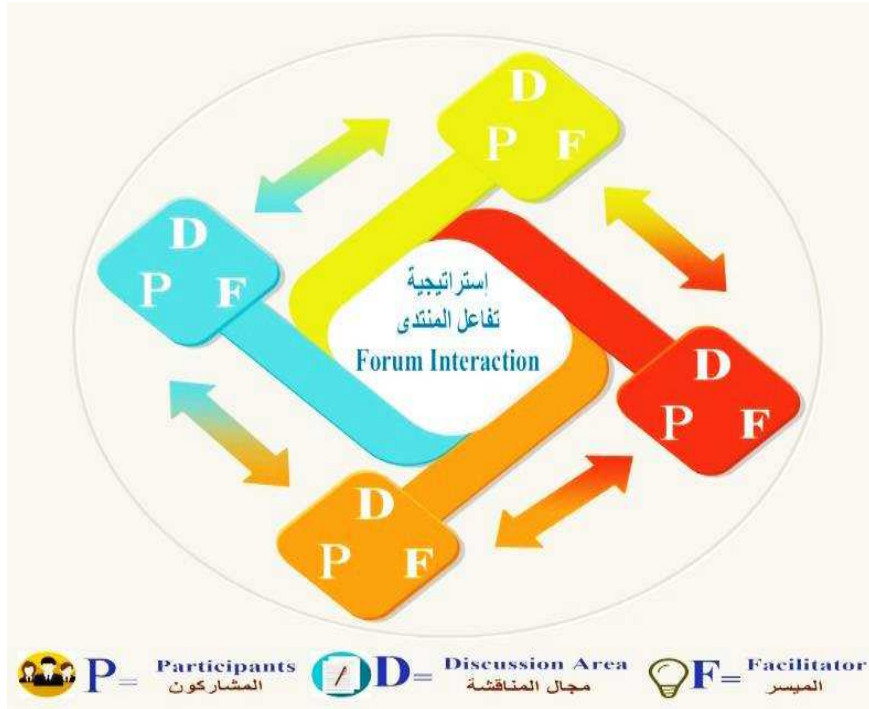 D
P F
D
P F
إستراتيجية
تفاعل المنتدى
Forum Interaction
D
P F
D
P F
P= Participants
المشاركون
D= Discussion Area
مجال المناقشة
F= Facilitator
الميسر